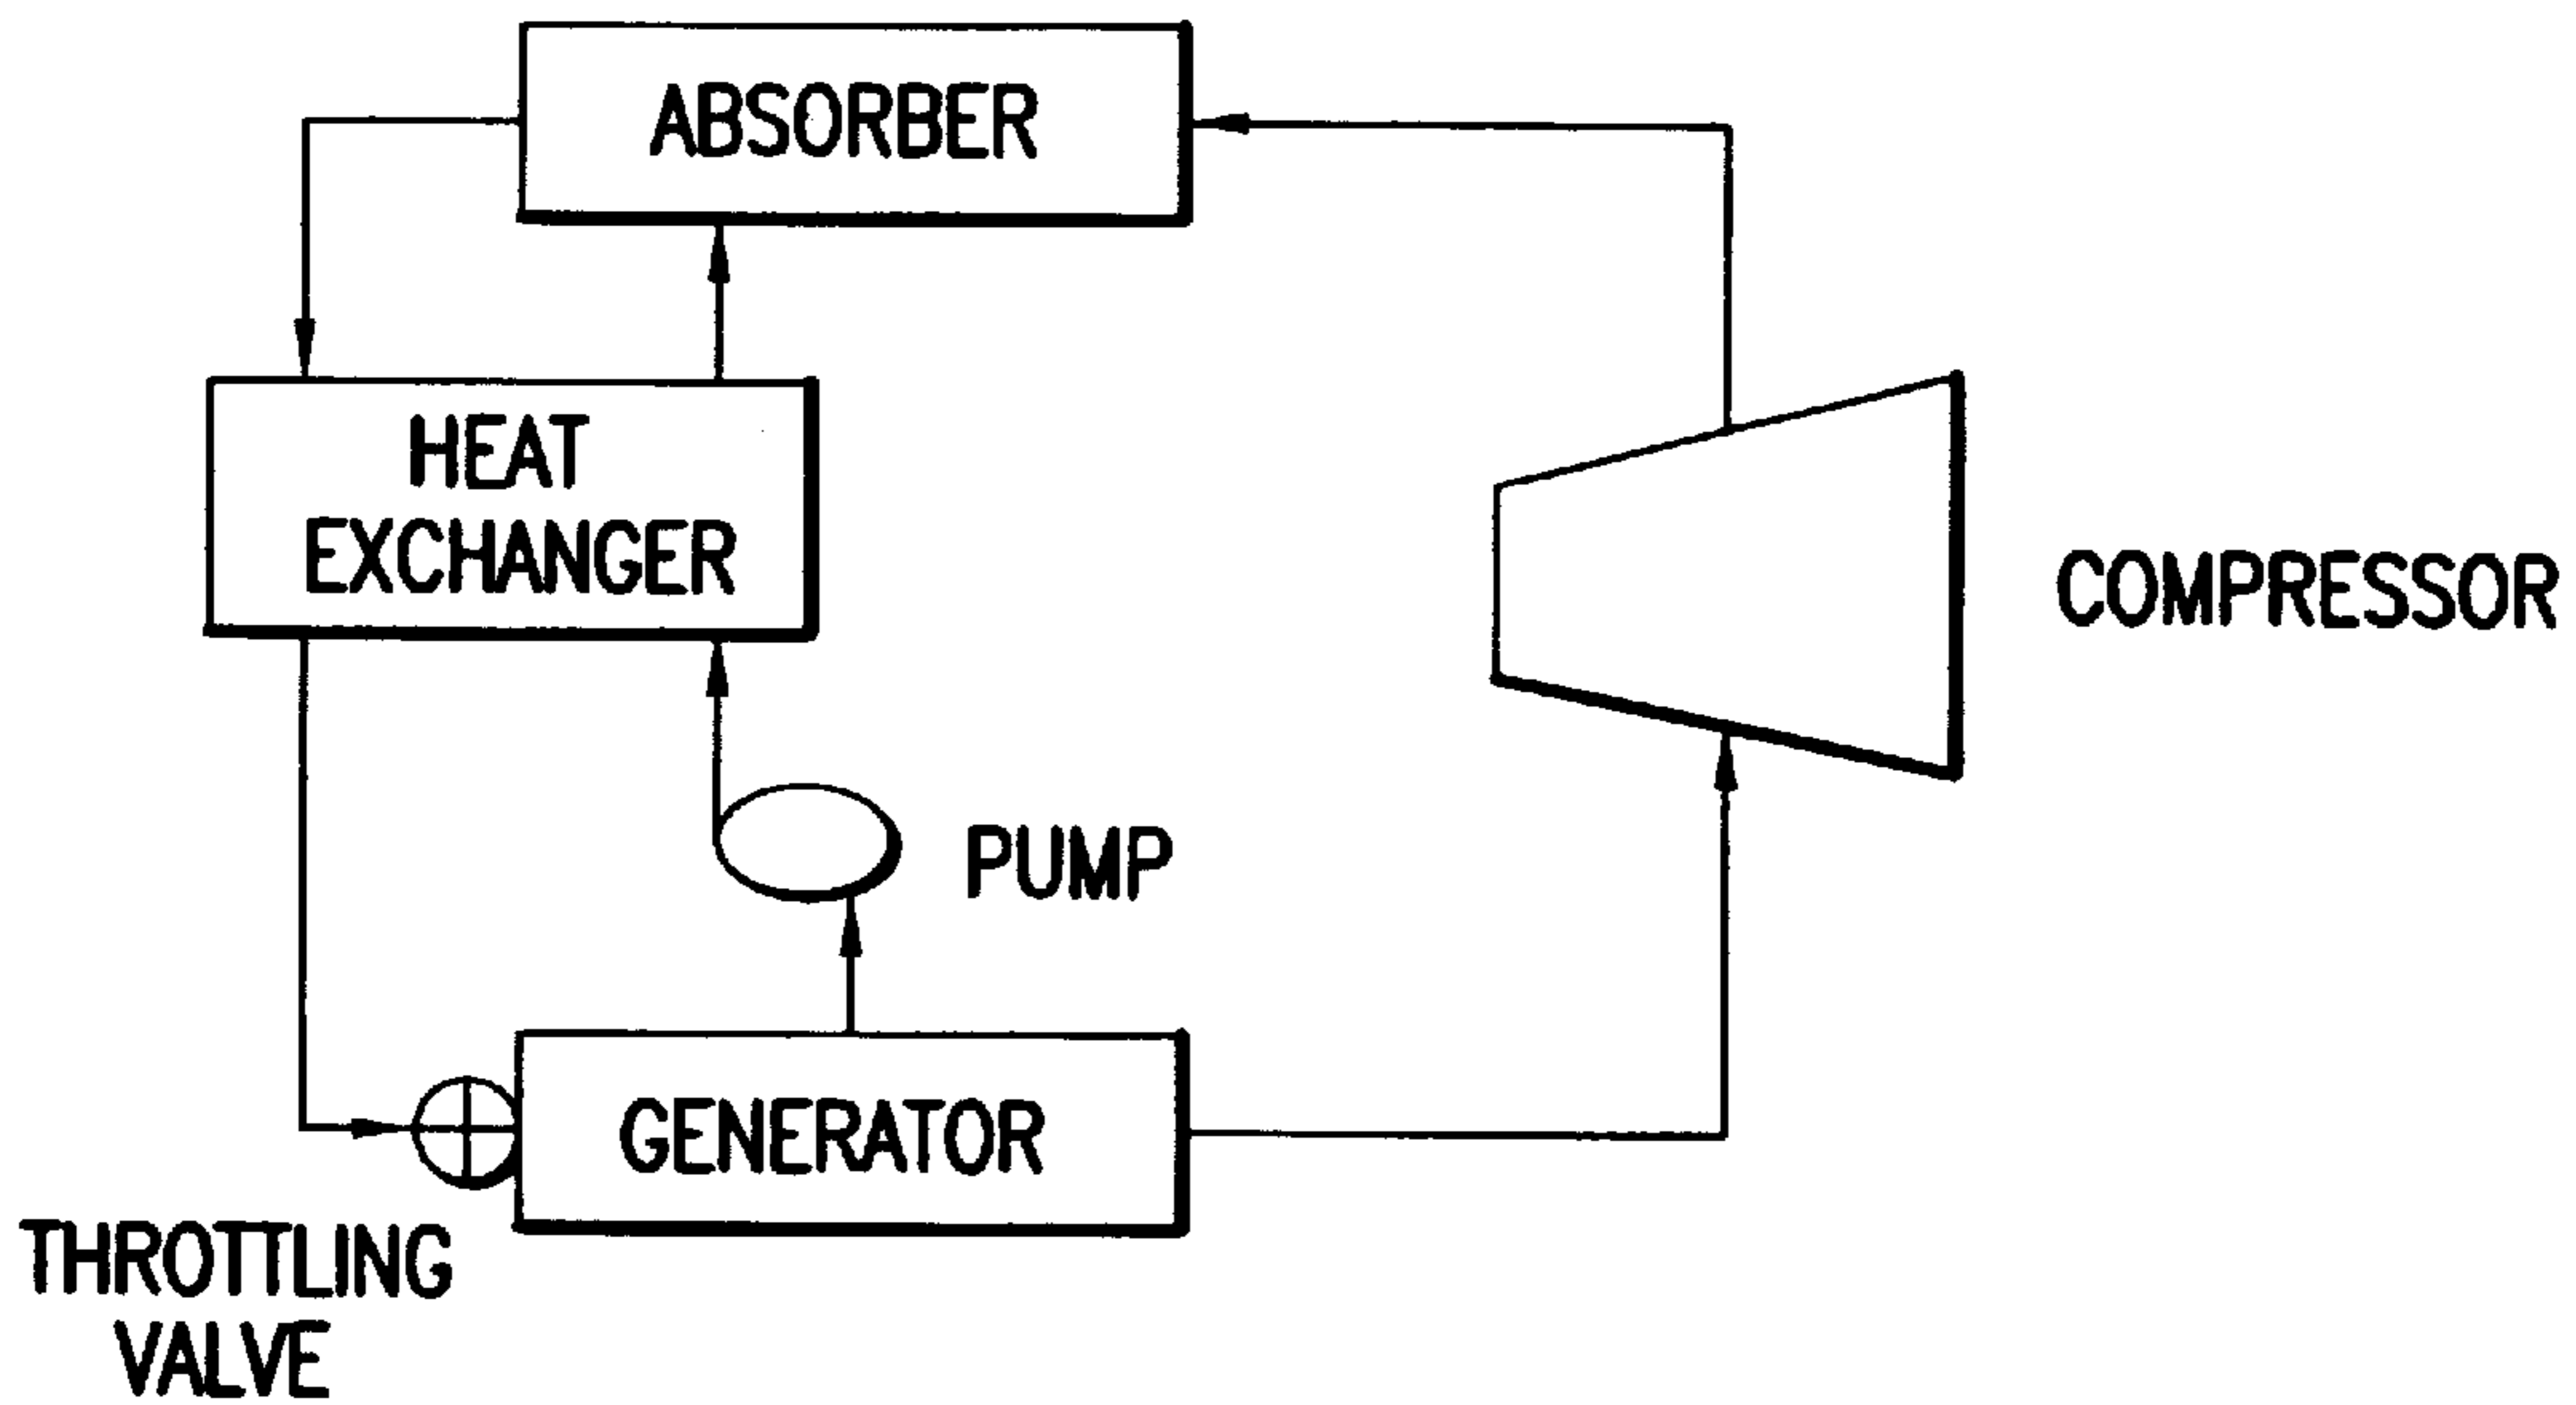 ABSORBER
HEAT
EXCHANGER
COMPRESSOR
PUMP
GENERATOR
THROTTLING
VALVE